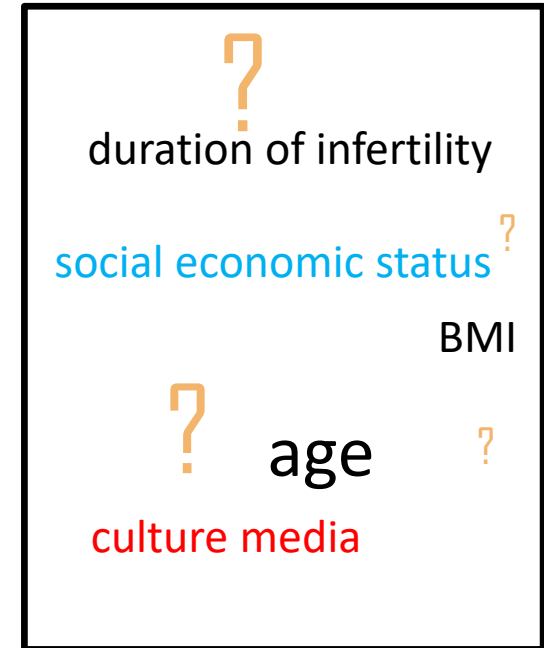 ?
duration of infertility
?
social economic status
BMI
?
age ?
culture media